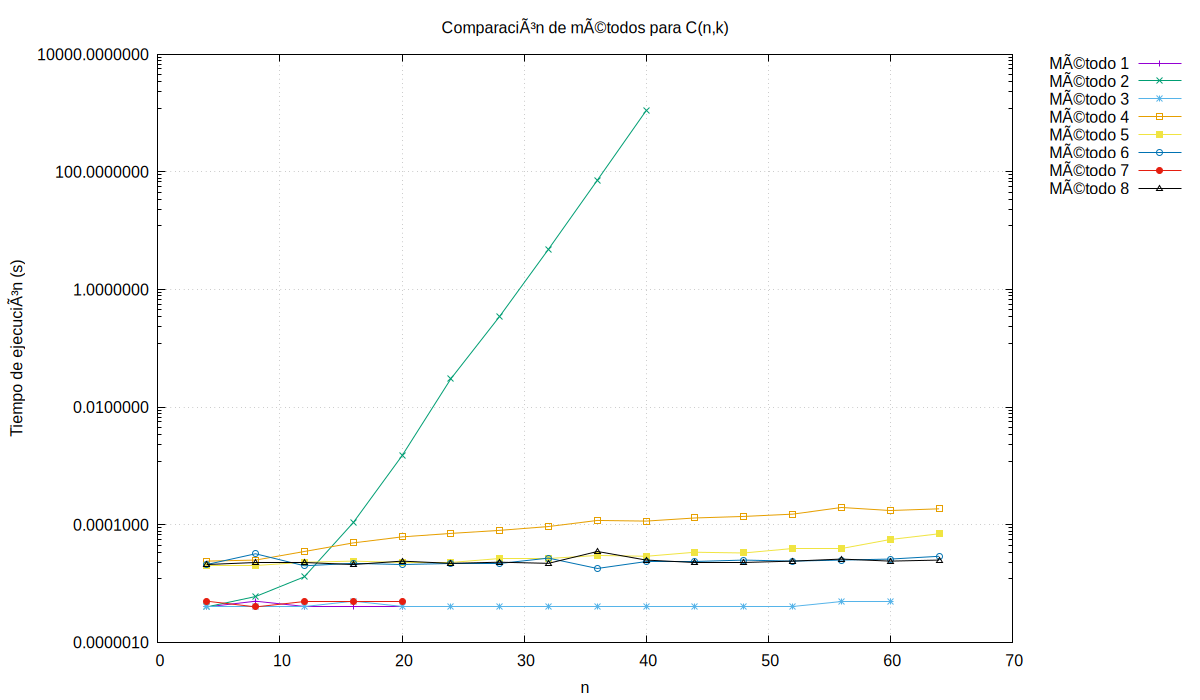 ComparaciÃ³n de mÃ©todos para C(n,k)
10000.0000000
100.0000000
1.0000000
0.0100000
0.0001000
0.0000010
Tiempo de ejecuciÃ³n (s)
0 10 20 30 40 50 60 70
n
MÃ©todo 1
MÃ©todo 2
MÃ©todo 3
MÃ©todo 4
MÃ©todo 5
MÃ©todo 6
MÃ©todo 7
MÃ©todo 8